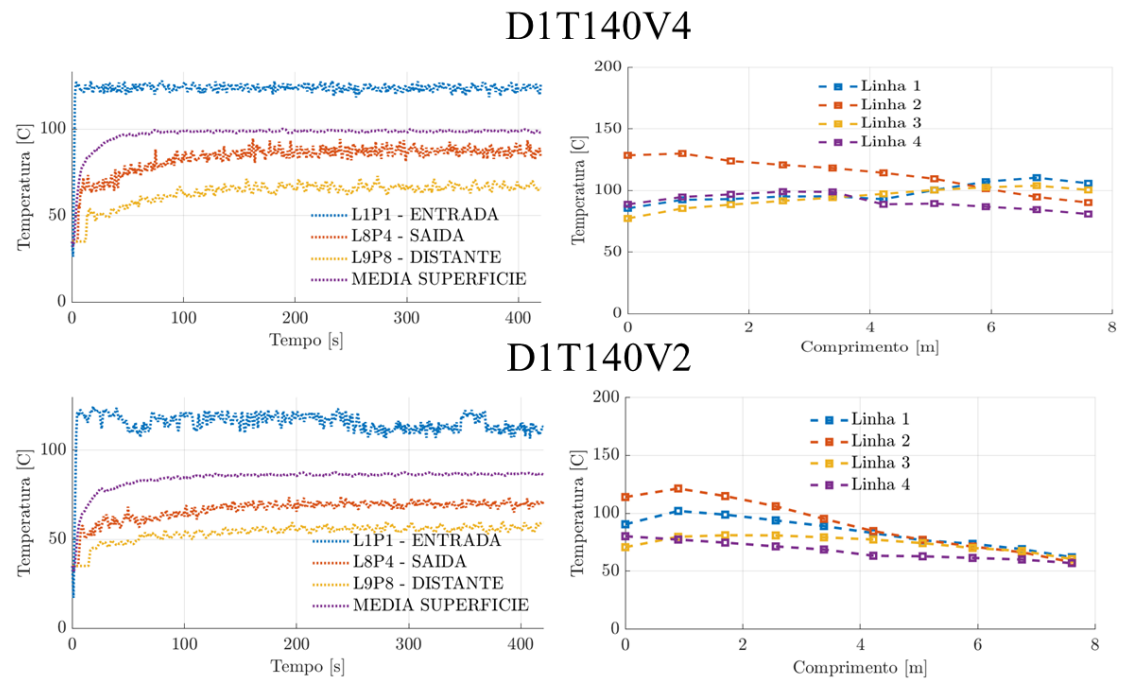 D1T140V4
Temperatura [C]
100
50
0
0 100 200 300 400
Tempo [s]
L1P1 - ENTRADA
L8P4 - SAIDA
L9P8 - DISTANTE
MEDIA SUPERFICIE
Temperatura [C]
200
150
100
50
0
0 2 4 6 8
Comprimento [m]
Linha 1
Linha 2
Linha 3
Linha 4
D1T140V2
Temperatura [C]
100
50
0
0 100 200 300 400
Tempo [s]
L1P1 - ENTRADA
L8P4 - SAIDA
L9P8 - DISTANTE
MEDIA SUPERFICIE
Temperatura [C]
200
150
100
50
0
0 2 4 6 8
Comprimento [m]
Linha 1
Linha 2
Linha 3
Linha 4